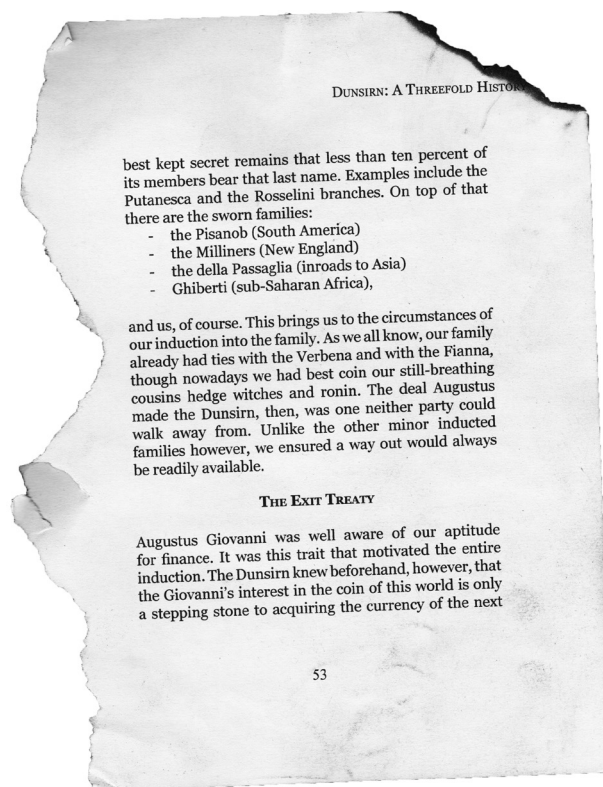 DUNSIRN: A THREEFOLD HISTORY
best kept secret remains that less than ten percent of
its members bear that last name. Examples include the
Putanesca and the Rosselini branches. On top of that
there are the sworn families:
- the Pisanob (South America)
- the Milliners (New England)
- the della Passaglia (inroads to Asia)
- Ghiberti (sub-Saharan Africa),
and us, of course. This brings us to the circumstances of
our induction into the family. As we all know, our family
already had ties with the Verbena and with the Fianna,
though nowadays we had best coin our still-breathing
cousins hedge witches and ronin. The deal Augustus
made the Dunsirn, then, was one neither party could
walk away from. Unlike the other minor inducted
families however, we ensured a way out would always
be readily available.
THE EXIT TREATY
Augustus Giovanni was well aware of our aptitude
for finance. It was this trait that motivated the entire
induction. The Dunsirn knew beforehand, however, that
the Giovanni's interest in the coin of this world is only
a stepping stone to acquiring the currency of the next
53